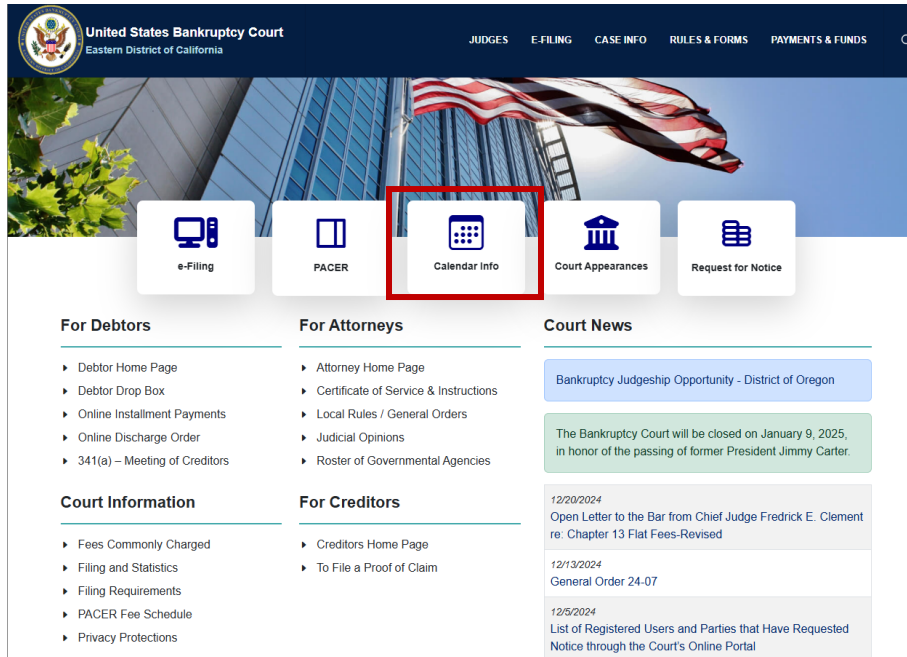 United States Bankruptcy Court
Eastern District of California
JUDGES E-FILING CASE INFO RULES & FORMS PAYMENTS & FUNDS
e-Filing
PACER
Calendar Info
Court Appearances
Request for Notice
For Debtors
Debtor Home Page
Debtor Drop Box
Online Installment Payments
Online Discharge Order
341(a) – Meeting of Creditors
For Attorneys
Attorney Home Page
Certificate of Service & Instructions
Local Rules / General Orders
Judicial Opinions
Roster of Governmental Agencies
Court Information
Fees Commonly Charged
Filing and Statistics
Filing Requirements
PACER Fee Schedule
Privacy Protections
For Creditors
Creditors Home Page
To File a Proof of Claim
Court News
Bankruptcy Judgeship Opportunity - District of Oregon
The Bankruptcy Court will be closed on January 9, 2025,
in honor of the passing of former President Jimmy Carter.
12/20/2024
Open Letter to the Bar from Chief Judge Fredrick E. Clement
re: Chapter 13 Flat Fees-Revised
12/13/2024
General Order 24-07
12/5/2024
List of Registered Users and Parties that Have Requested
Notice through the Court's Online Portal